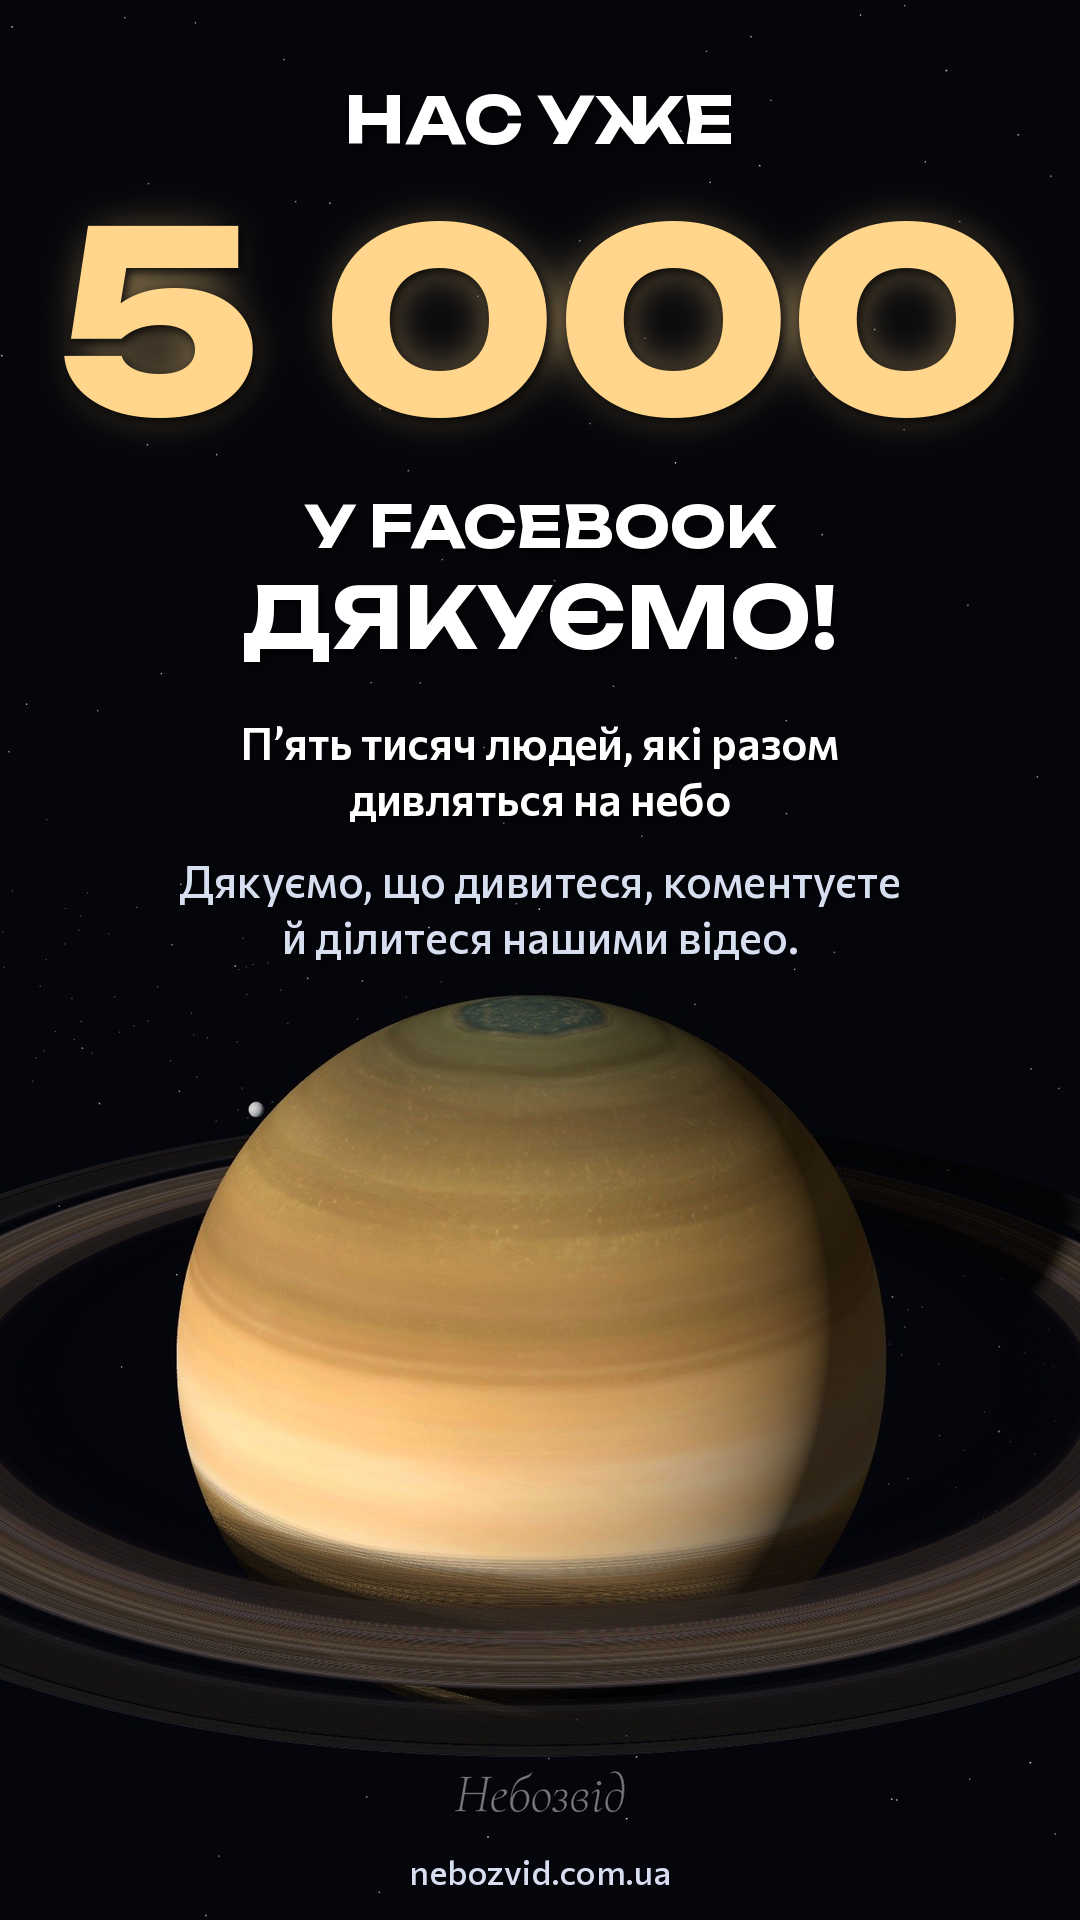 НАС УЖЕ
5 000
У FACEBOOK
ДЯКУЄМО!
П’ять тисяч людей, які разом
дивляться на небо
Дякуємо, що дивитеся, коментуєте
й ділитеся нашими відео.
Небозвід
nebozvid.com.ua